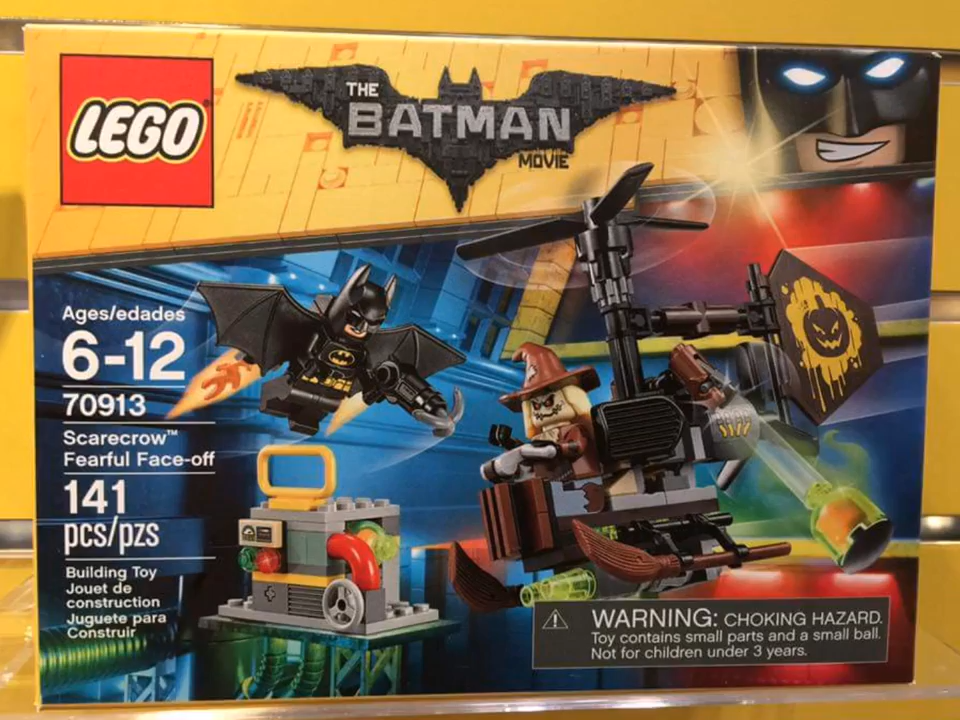 LEGO
THE
BATMAN
MOVIE
Ages/edades
6-12
70913
Scarecrow™
Fearful Face-off
141
pcs/pzs
Building Toy
Jouet de
construction
Juguete para
Construir
WARNING: CHOKING HAZARD.
Toy contains small parts and a small ball.
Not for children under 3 years.